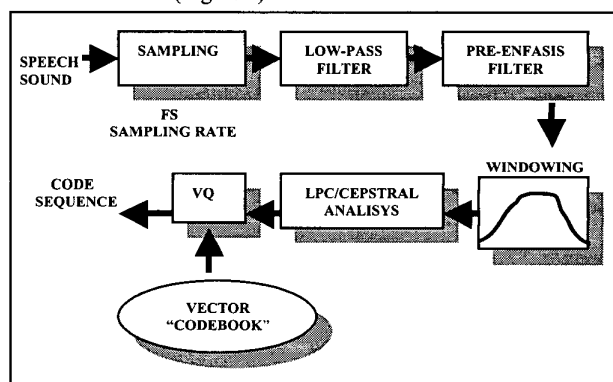 SPEECH
SOUND
SAMPLING
LOW-PASS
FILTER
PRE-ENFASIS
FILTER
FS
SAMPLING RATE
WINDOWING
CODE
SEQUENCE
VQ
LPC/CEPSTRAL
ANALISYS
VECTOR
"CODEBOOK"